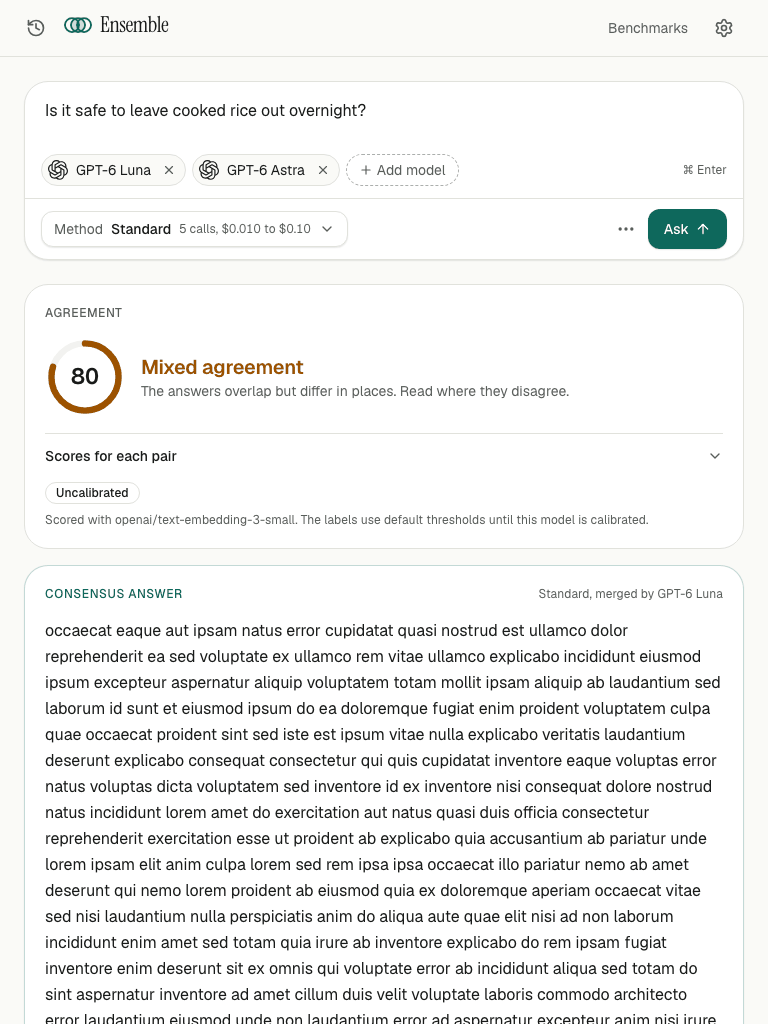 Ensemble
Benchmarks
Is it safe to leave cooked rice out overnight?
GPT-6 Luna ×
GPT-6 Astra ×
+ Add model
⌘ Enter
Method Standard 5 calls, $0.010 to $0.10
Ask ↑
AGREEMENT
80
Mixed agreement
The answers overlap but differ in places. Read where they disagree.
Scores for each pair
Uncalibrated
Scored with openai/text-embedding-3-small. The labels use default thresholds until this model is calibrated.
CONSENSUS ANSWER
Standard, merged by GPT-6 Luna
occaecat eaque aut ipsam natus error cupidatat quasi nostrud est ullamco dolor
reprehenderit ea sed voluptate ex ullamco rem vitae ullamco explicabo incididunt eiusmod
ipsum excepteur aspernatur aliquip voluptatem totam mollit ipsam aliquip ab laudantium sed
laborum id sunt et eiusmod ipsum do ea doloremque fugiat enim proident voluptatem culpa
quae occaecat proident sint sed iste est ipsum vitae nulla explicabo veritatis laudantium
deserunt explicabo consequat consectetur qui quis cupidatat inventore eaque voluptas error
natus voluptas dicta voluptatem sed inventore id ex inventore nisi consequat dolore nostrud
natus incididunt lorem amet do exercitation aut natus quasi duis officia consectetur
reprehenderit exercitation esse ut proident ab explicabo quia accusantium ab pariatur unde
lorem ipsam elit anim culpa lorem sed rem ipsa ipsa occaecat illo pariatur nemo ab amet
deserunt qui nemo lorem proident ab eiusmod quia ex doloremque aperiam occaecat vitae
sed nisi laudantium nulla perspiciatis anim do aliqua aute quae elit nisi ad non laborum
incididunt enim amet sed totam quia irure ab inventore explicabo do rem ipsam fugiat
inventore enim deserunt sit ex omnis qui voluptate error ab incididunt aliqua sed totam do
sint aspernatur inventore ad amet cillum duis velit voluptate laboris commodo architecto
error laudantium eiusmod unde non laudantium error ad aspernatur excepteur anim nisi irure